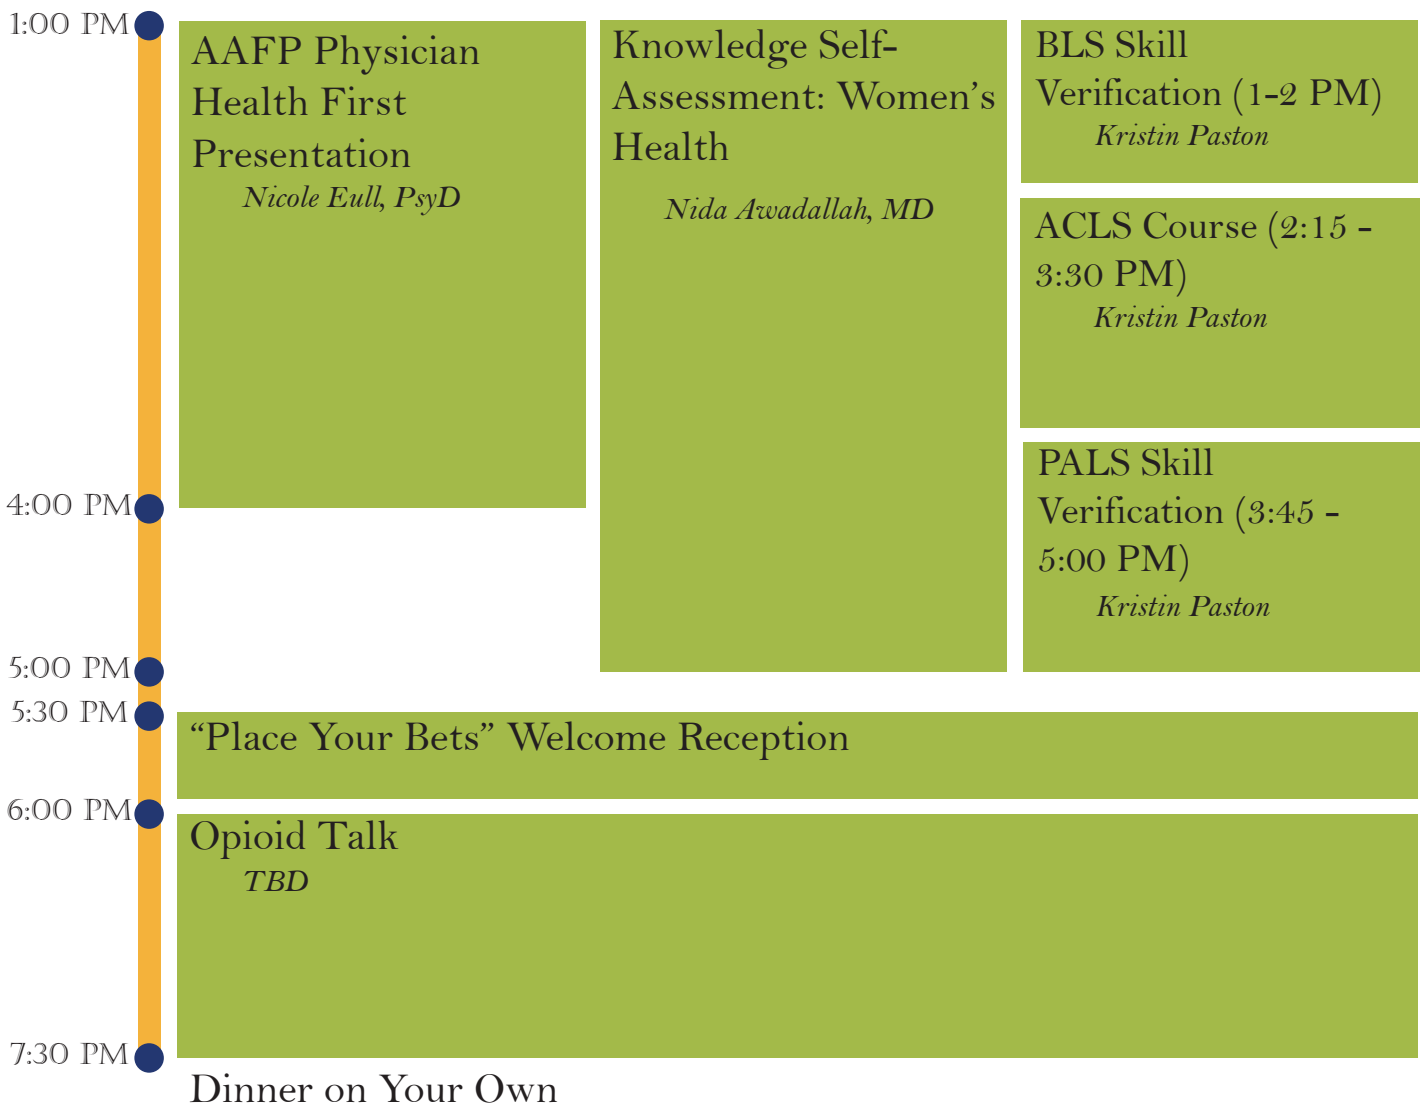 1:00 PM
AAFP Physician
Health First
Presentation
Nicole Eull, PsyD
Knowledge Self-
Assessment: Women’s
Health
Nida Awadallah, MD
BLS Skill
Verification (1-2 PM)
Kristin Paston
ACLS Course (2:15 -
3:30 PM)
Kristin Paston
PALS Skill
Verification (3:45 -
5:00 PM)
Kristin Paston
4:00 PM
5:00 PM
5:30 PM
“Place Your Bets” Welcome Reception
6:00 PM
Opioid Talk
TBD
7:30 PM
Dinner on Your Own